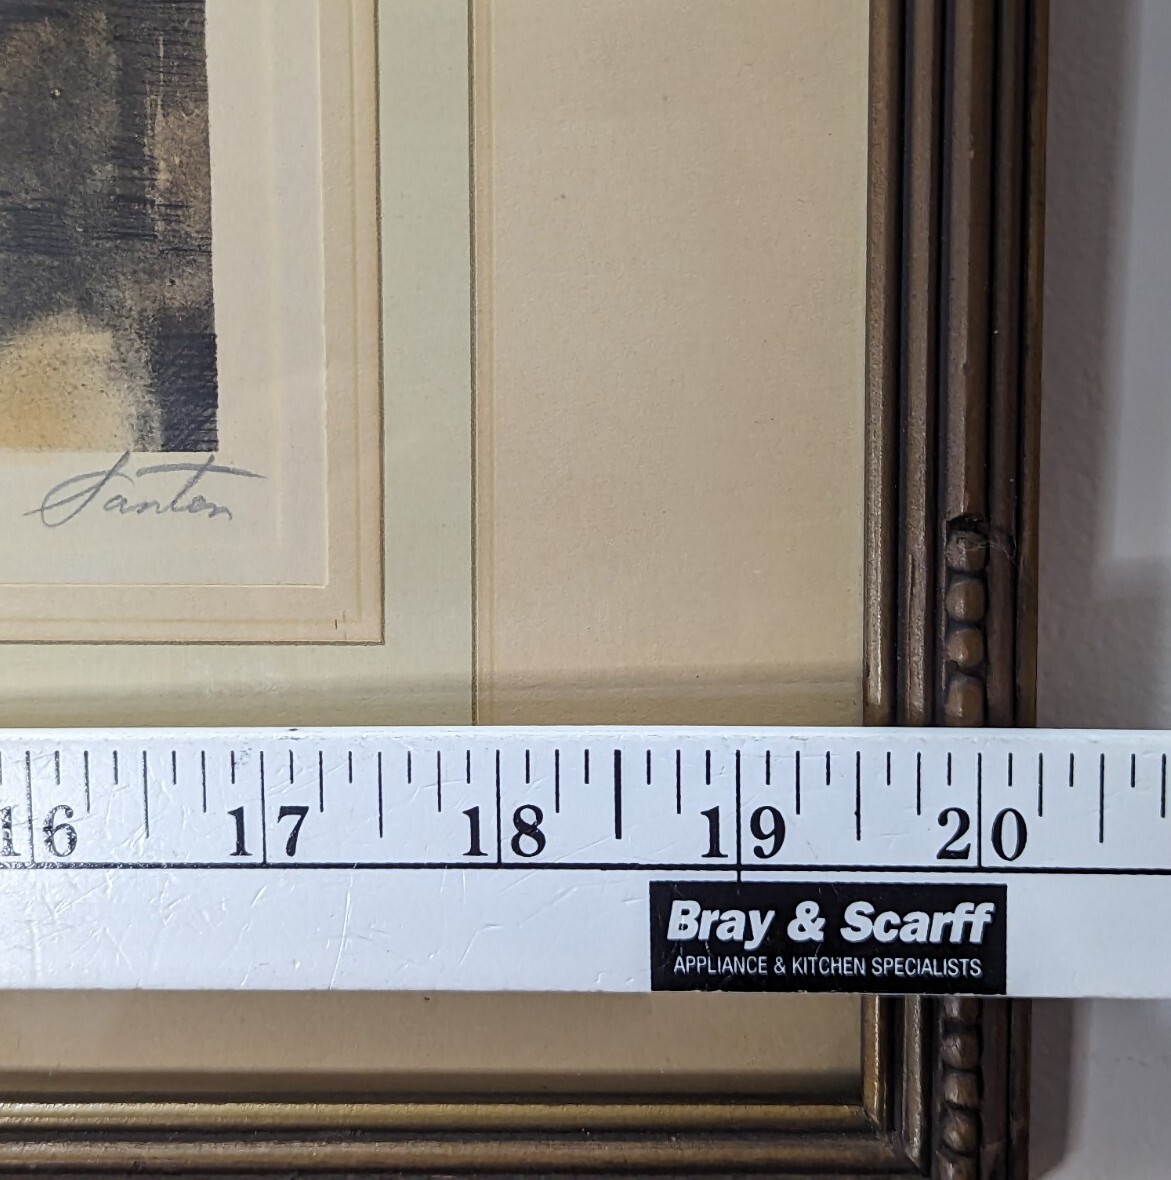 Santon
16 17 18 19 20
Bray & Scarff
APPLIANCE & KITCHEN SPECIALISTS